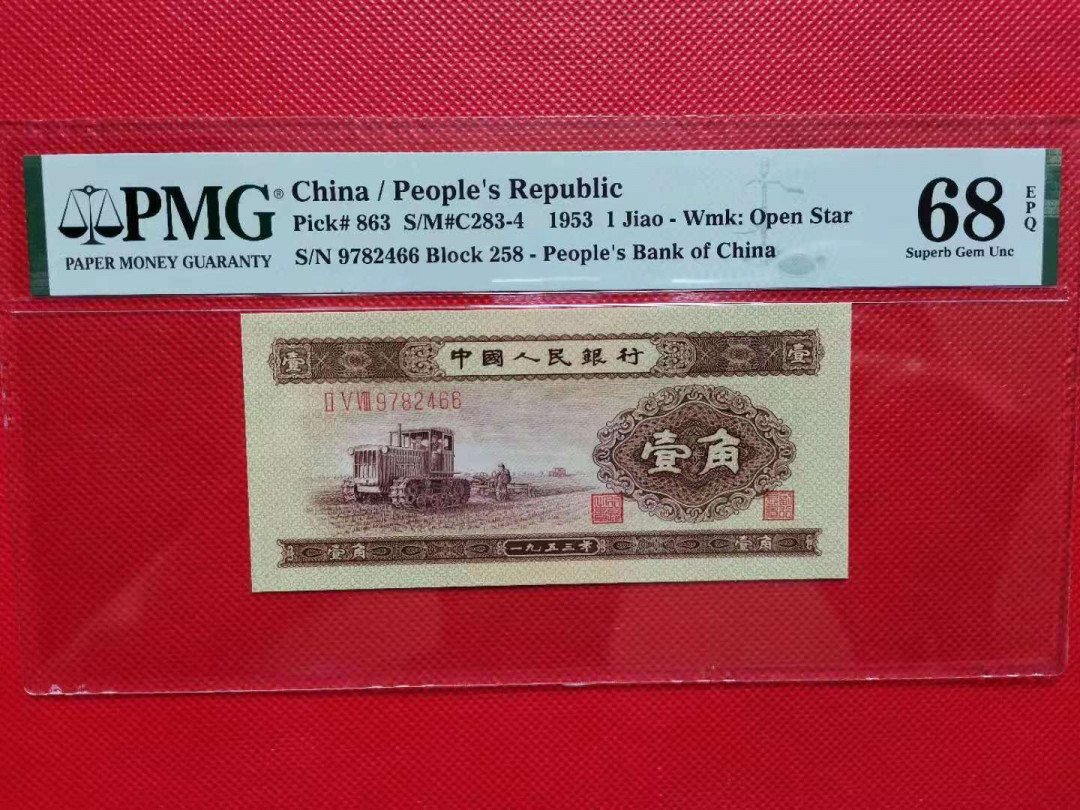 PMG®
PAPER MONEY GUARANTY
China / People's Republic
Pick# 863 S/M#C283-4 1953 1 Jiao - Wmk: Open Star
S/N 9782466 Block 258 - People's Bank of China
68
EPQ
Superb Gem Unc
壹 中國人民銀行 壹
II V VIII 9782466
壹角
壹角 一九五三年 壹角